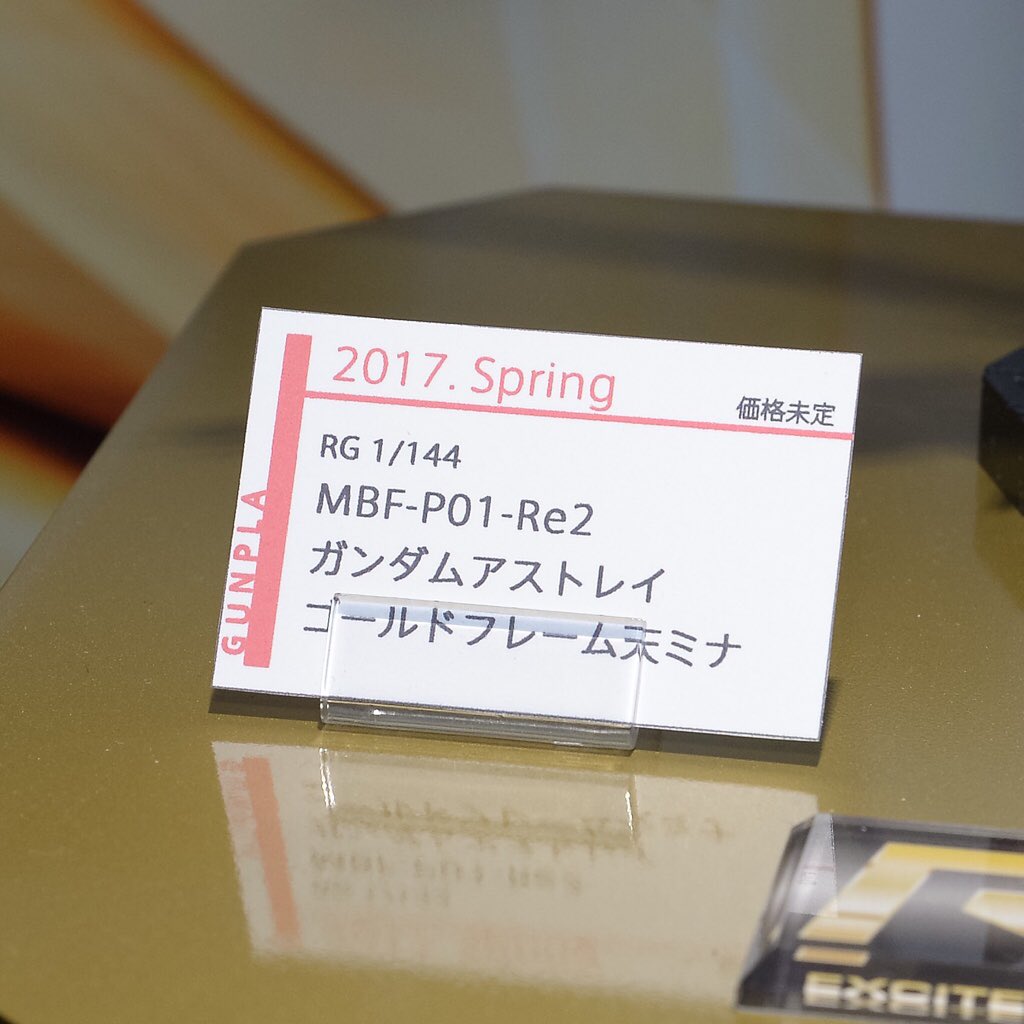 2017. Spring
価格未定
RG 1/144
MBF-P01-Re2
ガンダムアストレイ
ゴールドフレーム天ミナ
GUNPLA